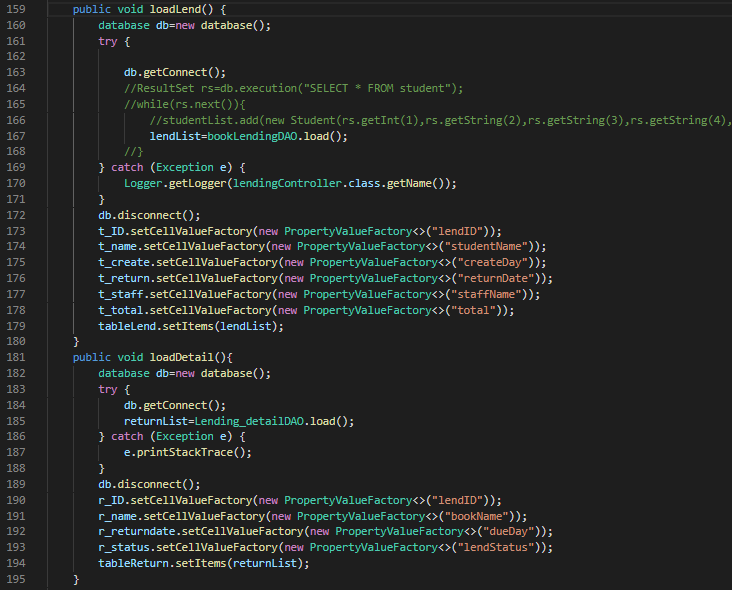 159 public void loadLend() {
160 database db=new database();
161 try {
162
163 db.getConnect();
164 //ResultSet rs=db.execution("SELECT * FROM student");
165 //while(rs.next()){
166 //studentList.add(new Student(rs.getInt(1),rs.getString(2),rs.getString(3),rs.getString(4),
167 lendList=bookLendingDAO.load();
168 //}
169 } catch (Exception e) {
170 Logger.getLogger(lendingController.class.getName());
171 }
172 db.disconnect();
173 t_ID.setCellValueFactory(new PropertyValueFactory<>("lendID"));
174 t_name.setCellValueFactory(new PropertyValueFactory<>("studentName"));
175 t_create.setCellValueFactory(new PropertyValueFactory<>("createDay"));
176 t_return.setCellValueFactory(new PropertyValueFactory<>("returnDate"));
177 t_staff.setCellValueFactory(new PropertyValueFactory<>("staffName"));
178 t_total.setCellValueFactory(new PropertyValueFactory<>("total"));
179 tableLend.setItems(lendList);
180 }
181 public void loadDetail(){
182 database db=new database();
183 try {
184 db.getConnect();
185 returnList=Lending_detailDAO.load();
186 } catch (Exception e) {
187 e.printStackTrace();
188 }
189 db.disconnect();
190 r_ID.setCellValueFactory(new PropertyValueFactory<>("lendID"));
191 r_name.setCellValueFactory(new PropertyValueFactory<>("bookName"));
192 r_returndate.setCellValueFactory(new PropertyValueFactory<>("dueDay"));
193 r_status.setCellValueFactory(new PropertyValueFactory<>("lendStatus"));
194 tableReturn.setItems(returnList);
195 }